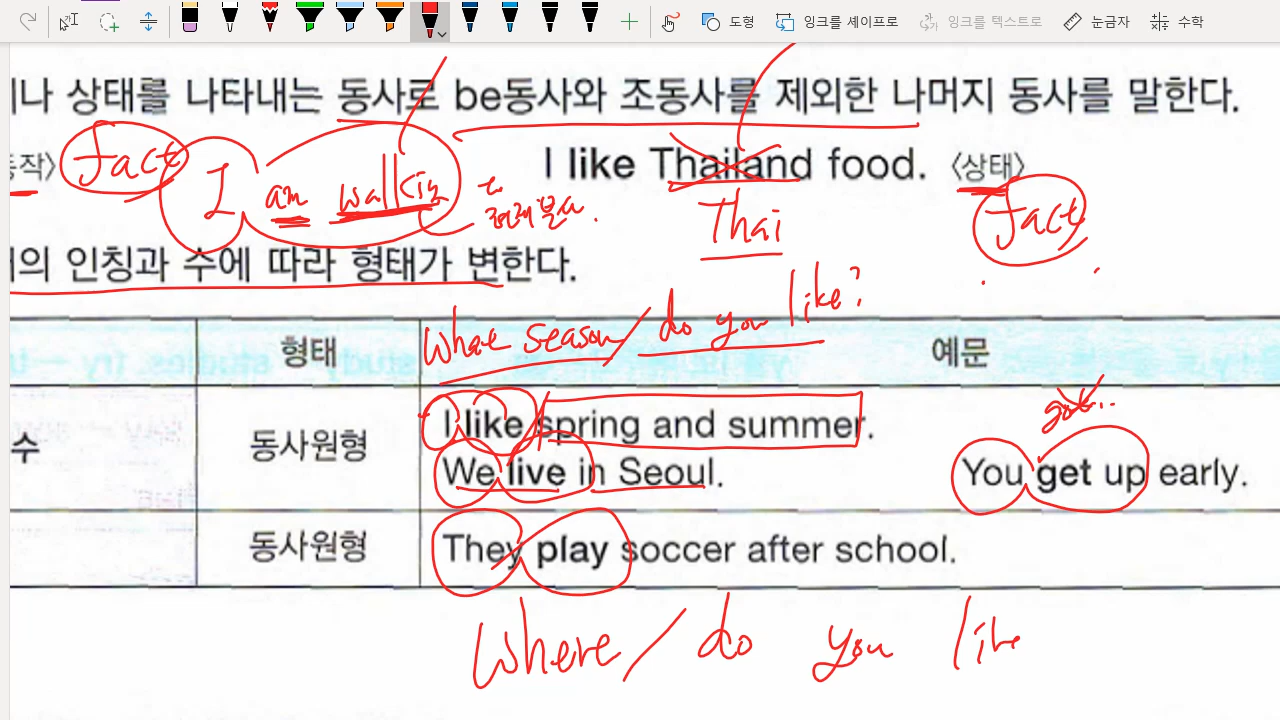 도형 잉크를 셰이프로 잉크를 텍스트로 눈금자 수학
나 상태를 나타내는 동사로 be동사와 조동사를 제외한 나머지 동사를 말한다.
작〉 fact I am walkin I like Thailand food. 〈상태〉
현재분사.
Thai fact
의 인칭과 수에 따라 형태가 변한다.
What season / do you like?
형태 예문
수 동사원형 I like spring and summer.
We live in Seoul. You get up early.
동사원형 They play soccer after school.
Where / do you like